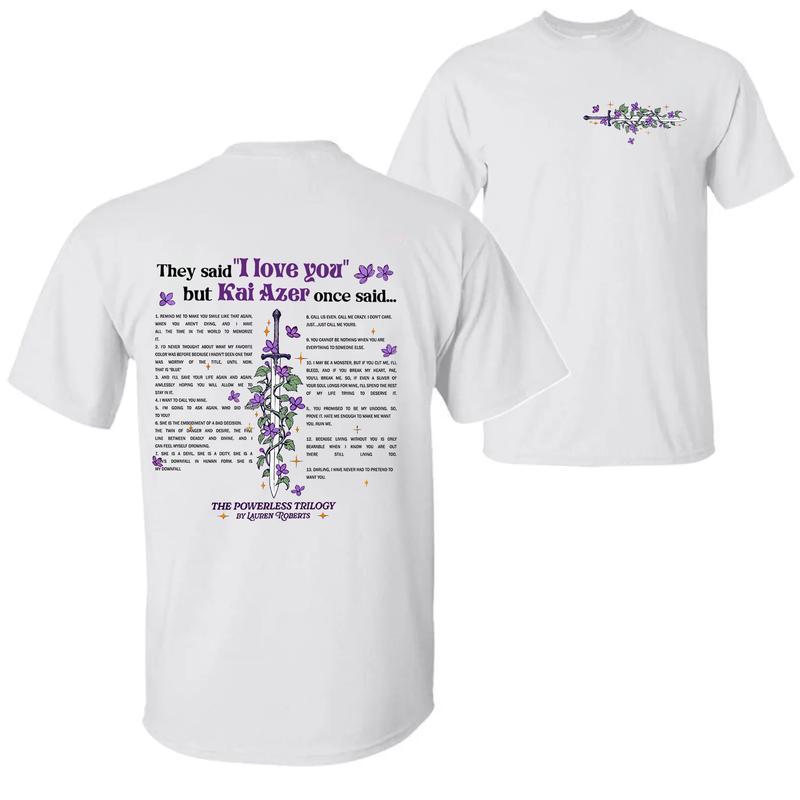 They said "I love you"
but Kai Azer once said...
1. REMIND ME TO MAKE YOU SMILE LIKE THAT AGAIN,
WHEN YOU AREN'T DYING, AND I HAVE
ALL THE TIME IN THE WORLD TO MEMORIZE
IT.
2. I'D NEVER THOUGHT ABOUT WHAT MY FAVORITE
COLOR WAS BEFORE BECAUSE I HADN'T SEEN ONE THAT
WAS WORTHY OF THE TITLE, UNTIL NOW.
THAT IS "BLUE"
3. AND I'LL SAVE YOUR LIFE AGAIN AND AGAIN,
AIMLESSLY HOPING YOU WILL ALLOW ME TO
STAY IN IT.
4. I WANT TO CALL YOU MINE.
5. I'M GOING TO ASK AGAIN. WHO DID THIS
TO YOU?
6. SHE IS THE EMBODIMENT OF A BAD DECISION.
THE TWIN OF DANGER AND DESIRE. THE FINE
LINE BETWEEN DEADLY AND DIVINE, AND I
CAN FEEL MYSELF DROWNING.
7. SHE IS A DEVIL. SHE IS A DEITY. SHE IS A
DOWNFALL IN HUMAN FORM. SHE IS
MY DOWNFALL
8. CALL US EVEN. CALL ME CRAZY. I DON'T CARE.
JUST...JUST CALL ME YOURS.
9. YOU CANNOT BE NOTHING WHEN YOU ARE
EVERYTHING TO SOMEONE ELSE.
10. I MAY BE A MONSTER, BUT IF YOU CUT ME, I'LL
BLEED, AND IF YOU BREAK MY HEART, PAE,
YOU'LL BREAK ME. SO, IF EVEN A SLIVER OF
YOUR SOUL LONGS FOR MINE, I'LL SPEND THE REST
OF MY LIFE TRYING TO DESERVE IT.
YOU PROMISED TO BE MY UNDOING. SO,
PROVE IT. HATE ME ENOUGH TO MAKE ME WANT
YOU. RUIN ME.
12. BECAUSE LIVING WITHOUT YOU IS ONLY
BEARABLE WHEN I KNOW YOU ARE OUT
THERE STILL LIVING TOO.
13. DARLING, I HAVE NEVER HAD TO PRETEND TO
WANT YOU.
THE POWERLESS TRILOGY
BY LAUREN ROBERTS